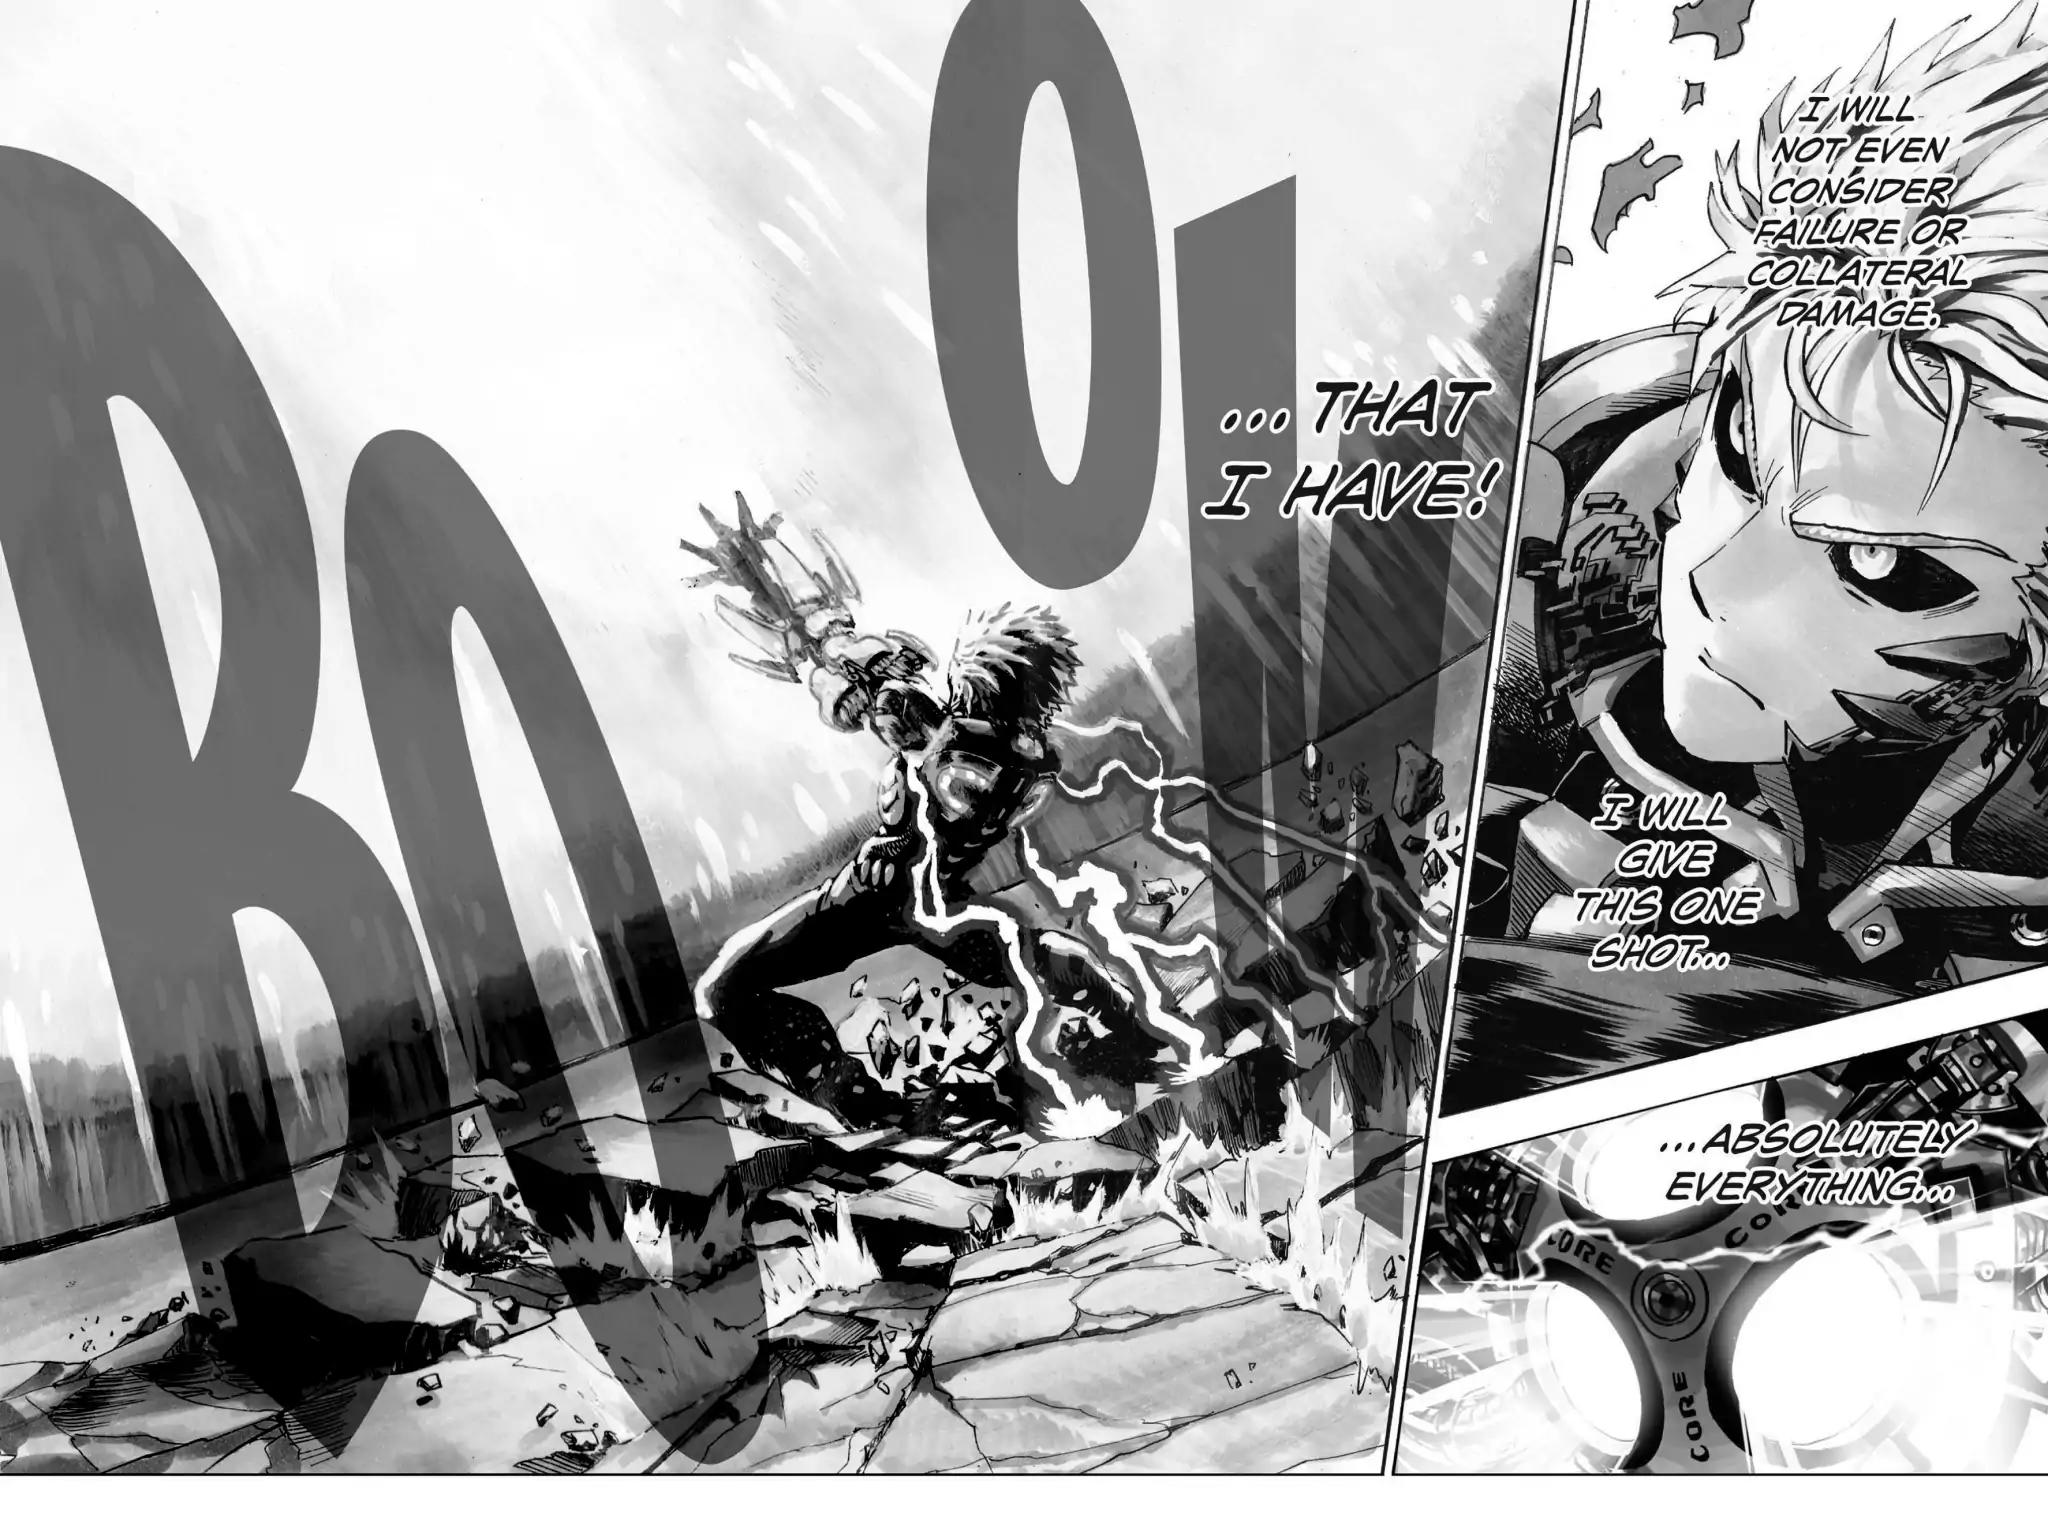 I WILL
NOT EVEN
CONSIDER
FAILURE OR
COLLATERAL
DAMAGE.
I WILL
GIVE
THIS ONE
SHOT...
...ABSOLUTELY
EVERYTHING...
CORE
CORE
CORE
...THAT
I HAVE!
BOOM